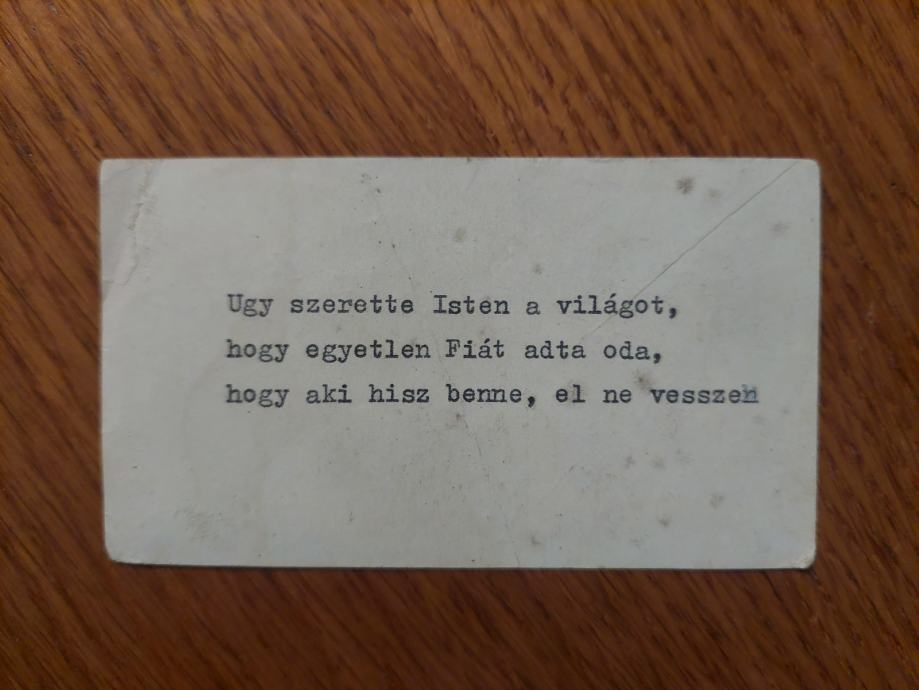 Ugy szerette Isten a világot,
hogy egyetlen Fiát adta oda,
hogy aki hisz benne, el ne vesszen